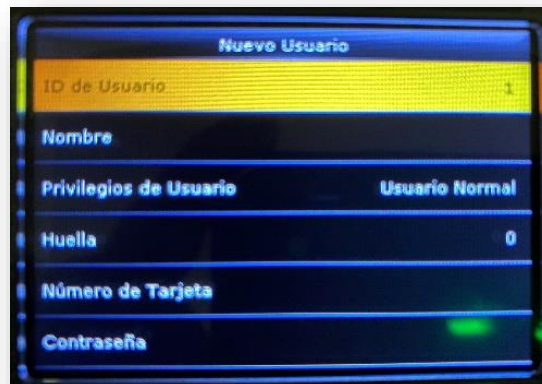 Nuevo Usuario
ID de Usuario 1
Nombre
Privilegios de Usuario Usuario Normal
Huella 0
Número de Tarjeta
Contraseña